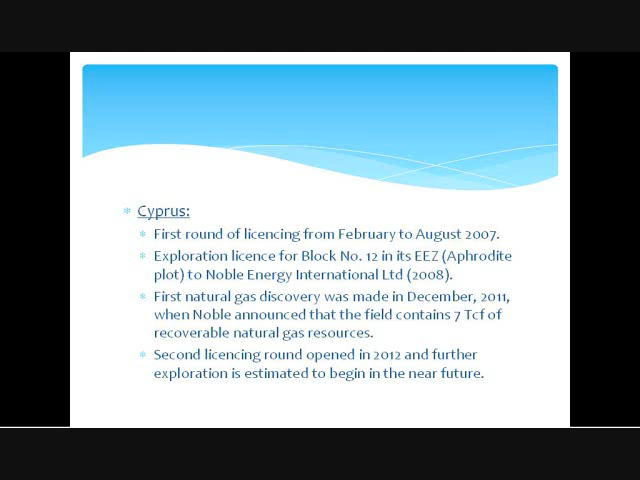 Cyprus:
First round of licencing from February to August 2007.
Exploration licence for Block No. 12 in its EEZ (Aphrodite
plot) to Noble Energy International Ltd (2008).
First natural gas discovery was made in December, 2011,
when Noble announced that the field contains 7 Tcf of
recoverable natural gas resources.
Second licencing round opened in 2012 and further
exploration is estimated to begin in the near future.